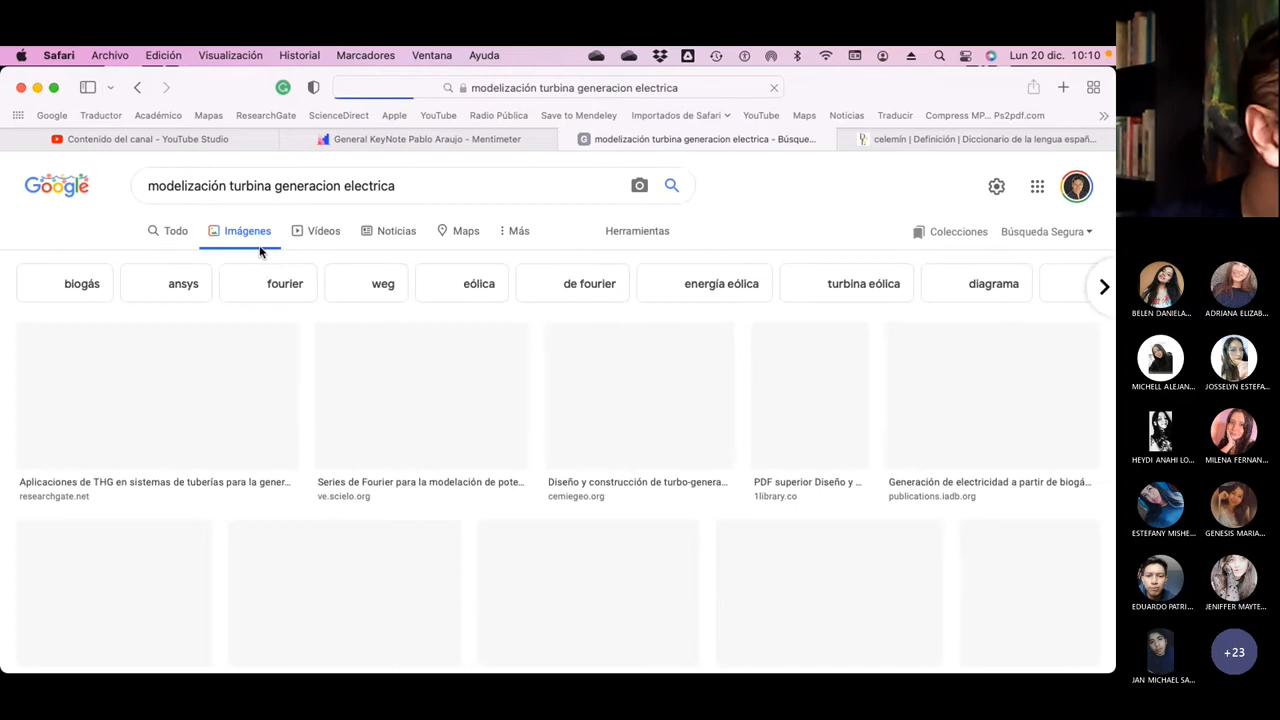 Safari Archivo Edición Visualización Historial Marcadores Ventana Ayuda Lun 20 dic. 10:10
modelización turbina generacion electrica
Google Traductor Académico Mapas ResearchGate ScienceDirect Apple YouTube Radio Pública Save to Mendeley Importados de Safari YouTube Maps Noticias Traducir Compress MP... Ps2pdf.com
Contenido del canal - YouTube Studio
General KeyNote Pablo Araujo - Mentimeter
modelización turbina generacion electrica - Búsque...
celemín | Definición | Diccionario de la lengua españ...
Google
modelización turbina generacion electrica
Todo Imágenes Vídeos Noticias Maps Más Herramientas Colecciones Búsqueda Segura
biogás ansys fourier weg eólica de fourier energía eólica turbina eólica diagrama
Aplicaciones de THG en sistemas de tuberías para la gener...
researchgate.net
Series de Fourier para la modelación de pote...
ve.scielo.org
Diseño y construcción de turbo-genera...
cemiegeo.org
PDF superior Diseño y ...
1library.co
Generación de electricidad a partir de biogá...
publications.iadb.org
BELEN DANIELA... ADRIANA ELIZAB...
MICHELL ALEJAN... JOSSELYN ESTEFA...
HEYDI ANAHI LO... MILENA FERNAN...
ESTEFANY MISHE... GENESIS MARIA...
EDUARDO PATRI... JENIFFER MAYTE...
JAN MICHAEL SA... +23